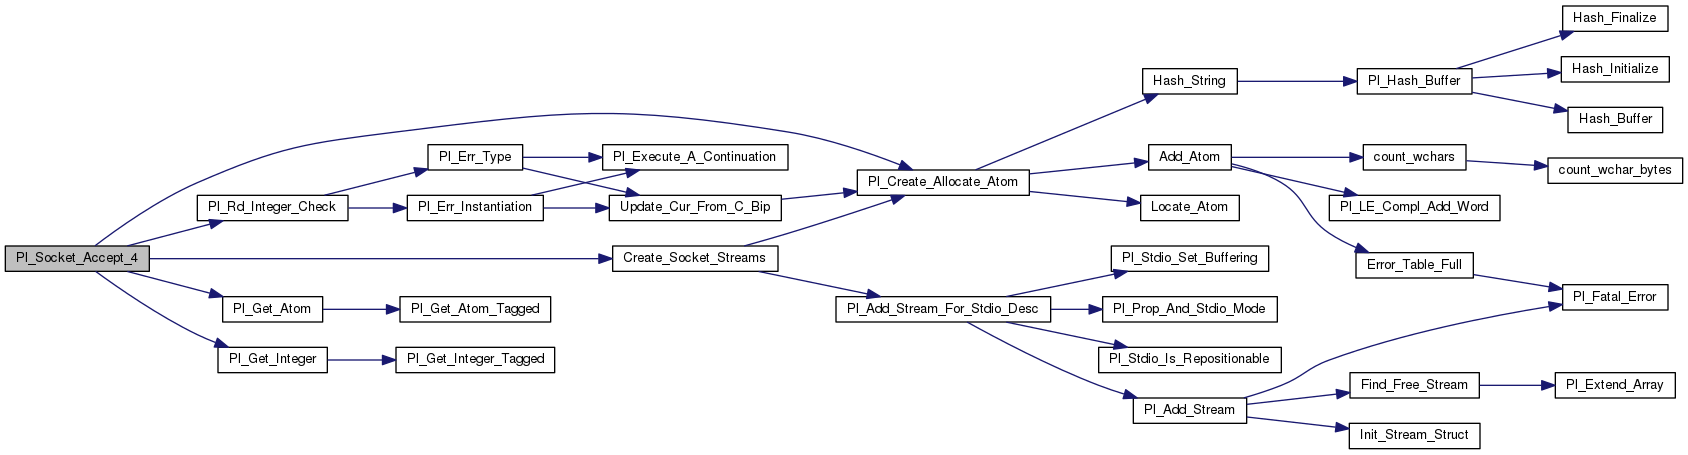 Pl_Socket_Accept_4
Pl_Rd_Integer_Check
Pl_Get_Atom
Pl_Get_Integer
Pl_Err_Type
Pl_Err_Instantiation
Pl_Get_Atom_Tagged
Pl_Get_Integer_Tagged
Pl_Execute_A_Continuation
Update_Cur_From_C_Bip
Create_Socket_Streams
Pl_Create_Allocate_Atom
Pl_Add_Stream_For_Stdio_Desc
Hash_String
Add_Atom
Locate_Atom
Pl_Stdio_Set_Buffering
Pl_Prop_And_Stdio_Mode
Pl_Stdio_Is_Repositionable
Pl_Add_Stream
Pl_Hash_Buffer
count_wchars
Pl_LE_Compl_Add_Word
Error_Table_Full
Find_Free_Stream
Init_Stream_Struct
Hash_Finalize
Hash_Initialize
Hash_Buffer
count_wchar_bytes
Pl_Fatal_Error
Pl_Extend_Array